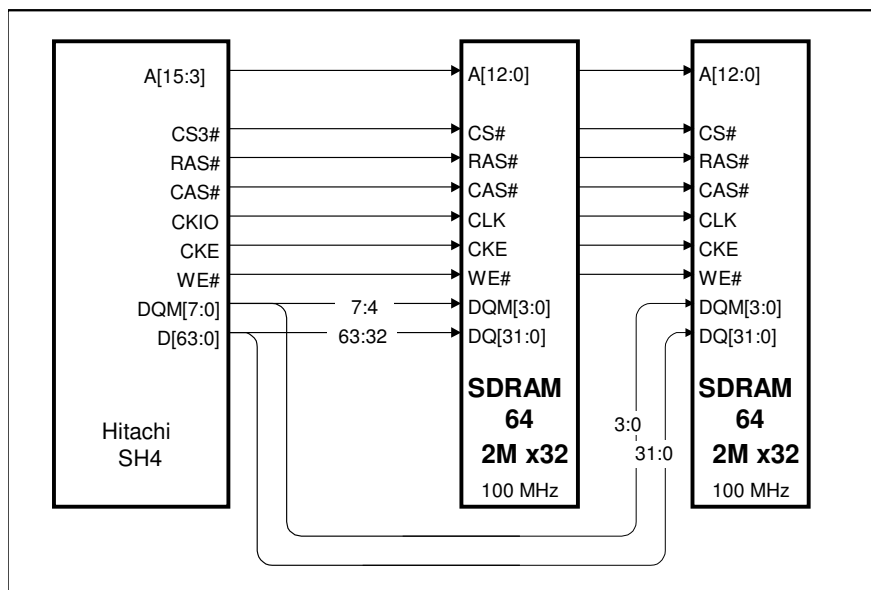 A[15:3]
CS3#
RAS#
CAS#
CKIO
CKE
WE#
DQM[7:0]
D[63:0]
Hitachi
SH4
7:4
63:32
A[12:0]
CS#
RAS#
CAS#
CLK
CKE
WE#
DQM[3:0]
DQ[31:0]
SDRAM
64
2M x32
100 MHz
3:0
31:0
A[12:0]
CS#
RAS#
CAS#
CLK
CKE
WE#
DQM[3:0]
DQ[31:0]
SDRAM
64
2M x32
100 MHz